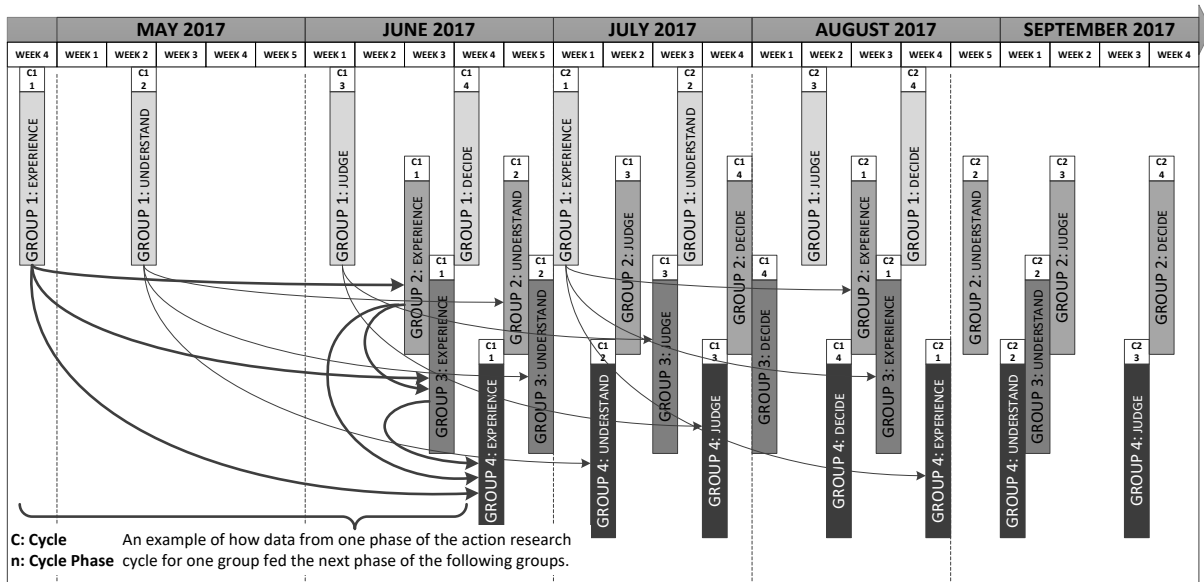 MAY 2017 JUNE 2017 JULY 2017 AUGUST 2017 SEPTEMBER 2017
WEEK 4 WEEK 1 WEEK 2 WEEK 3 WEEK 4 WEEK 5 WEEK 1 WEEK 2 WEEK 3 WEEK 4 WEEK 5 WEEK 1 WEEK 2 WEEK 3 WEEK 4 WEEK 1 WEEK 2 WEEK 3 WEEK 4 WEEK 5 WEEK 1 WEEK 2 WEEK 3 WEEK 4
C1
1
GROUP 1: EXPERIENCE
C1
2
GROUP 1: UNDERSTAND
C1
3
GROUP 1: JUDGE
C1
4
GROUP 1: DECIDE
C2
1
GROUP 1: EXPERIENCE
C2
2
GROUP 1: UNDERSTAND
C2
3
GROUP 1: JUDGE
C2
4
GROUP 1: DECIDE
C1
1
GROUP 2: EXPERIENCE
C1
2
GROUP 2: UNDERSTAND
C1
3
GROUP 2: JUDGE
C1
4
GROUP 2: DECIDE
C2
1
GROUP 2: EXPERIENCE
C2
2
GROUP 2: UNDERSTAND
C2
3
GROUP 2: JUDGE
C2
4
GROUP 2: DECIDE
C1
1
GROUP 3: EXPERIENCE
C1
2
GROUP 3: UNDERSTAND
C1
3
GROUP 3: JUDGE
C1
4
GROUP 3: DECIDE
C2
1
GROUP 3: EXPERIENCE
C2
2
GROUP 3: UNDERSTAND
C1
1
GROUP 4: EXPERIENCE
C1
2
GROUP 4: UNDERSTAND
C1
3
GROUP 4: JUDGE
C1
4
GROUP 4: DECIDE
C2
1
GROUP 4: EXPERIENCE
C2
2
GROUP 4: UNDERSTAND
C2
3
GROUP 4: JUDGE
C: Cycle An example of how data from one phase of the action research
n: Cycle Phase cycle for one group fed the next phase of the following groups.